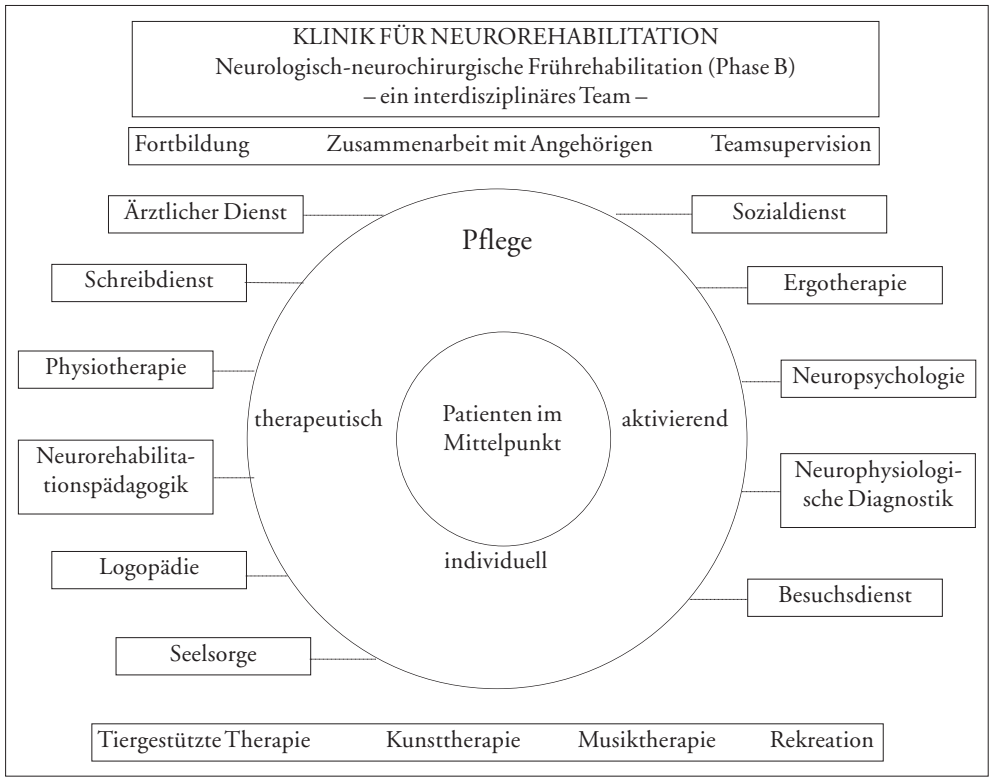 KLINIK FÜR NEUROREHABILITATION
Neurologisch-neurochirurgische Frührehabilitation (Phase B)
– ein interdisziplinäres Team –
Fortbildung Zusammenarbeit mit Angehörigen Teamsupervision
Ärztlicher Dienst
Sozialdienst
Pflege
Schreibdienst
Ergotherapie
Physiotherapie
Neuropsychologie
therapeutisch
Patienten im
Mittelpunkt
aktivierend
Neurorehabilita-
tionspädagogik
Neurophysiologi-
sche Diagnostik
individuell
Logopädie
Besuchsdienst
Seelsorge
Tiergestützte Therapie Kunsttherapie Musiktherapie Rekreation